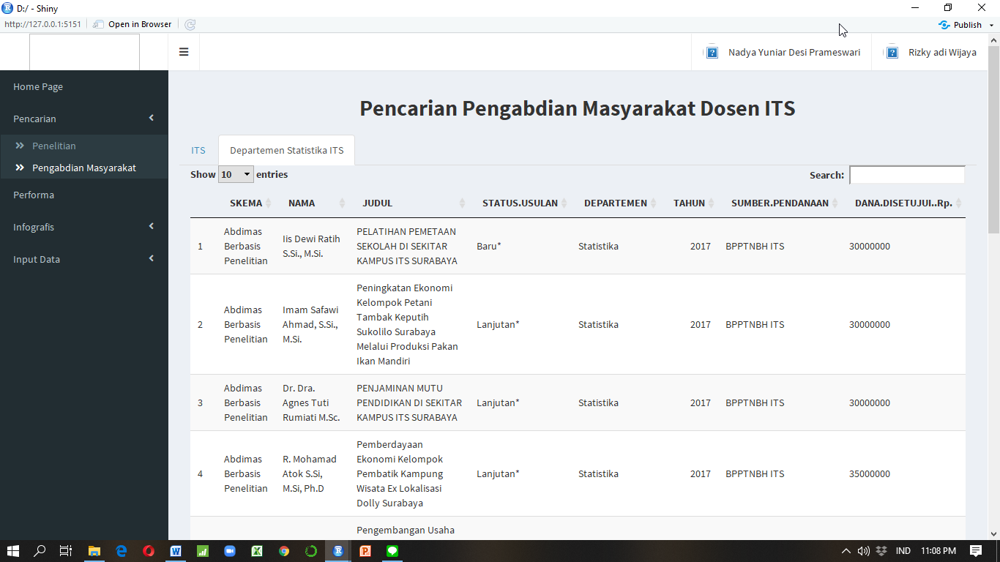 D:/ - Shiny
http://127.0.0.1:5151
Open in Browser
Publish
Nadya Yuniar Desi Prameswari
Rizky adi Wijaya
Home Page
Pencarian
Penelitian
Pengabdian Masyarakat
Performa
Infografis
Input Data
Pencarian Pengabdian Masyarakat Dosen ITS
ITS
Departemen Statistika ITS
Show 10 entries
Search:
SKEMA NAMA JUDUL STATUS.USULAN DEPARTEMEN TAHUN SUMBER.PENDANAAN DANA.DISETUJUI..Rp.
1
Abdimas
Berbasis
Penelitian
Iis Dewi Ratih
S.Si., M.Si.
PELATIHAN PEMETAAN
SEKOLAH DI SEKITAR
KAMPUS ITS SURABAYA
Baru*
Statistika
2017
BPPTNBH ITS
30000000
2
Abdimas
Berbasis
Penelitian
Imam Safawi
Ahmad, S.Si.,
M.Si.
Peningkatan Ekonomi
Kelompok Petani
Tambak Keputih
Sukolilo Surabaya
Melalui Produksi Pakan
Ikan Mandiri
Lanjutan*
Statistika
2017
BPPTNBH ITS
30000000
3
Abdimas
Berbasis
Penelitian
Dr. Dra.
Agnes Tuti
Rumiati M.Sc.
PENJAMINAN MUTU
PENDIDIKAN DI SEKITAR
KAMPUS ITS SURABAYA
Lanjutan*
Statistika
2017
BPPTNBH ITS
30000000
4
Abdimas
Berbasis
Penelitian
R. Mohamad
Atok S.Si,
M.Si, Ph.D
Pemberdayaan
Ekonomi Kelompok
Pembatik Kampung
Wisata Ex Lokalisasi
Dolly Surabaya
Lanjutan*
Statistika
2017
BPPTNBH ITS
35000000
Pengembangan Usaha
IND
11:08 PM